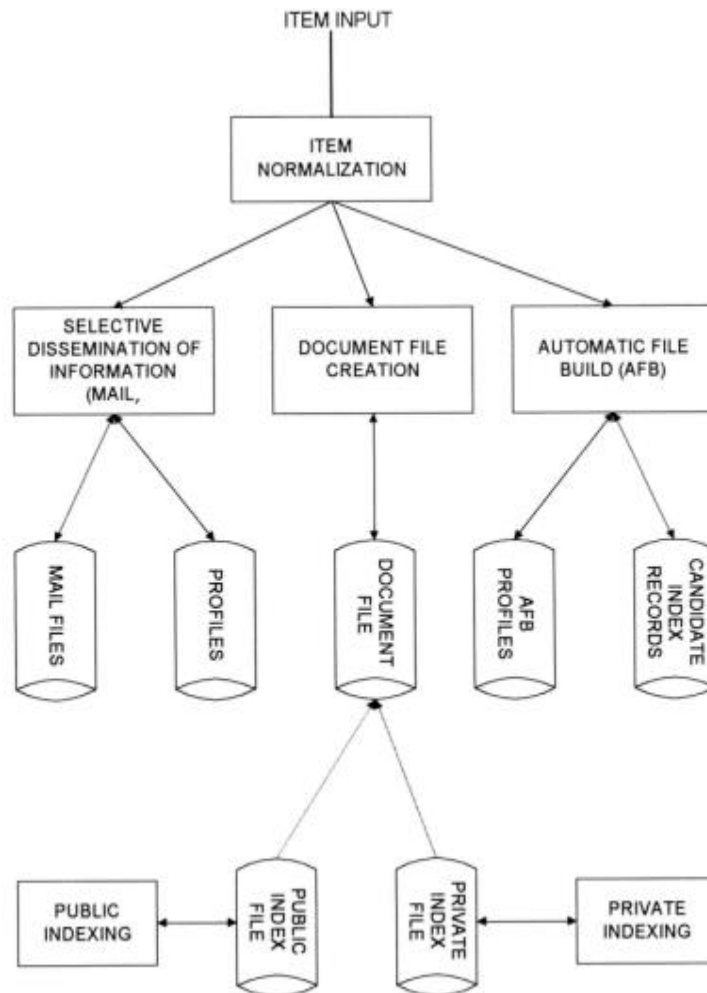 ITEM INPUT
ITEM
NORMALIZATION
SELECTIVE
DISSEMINATION OF
INFORMATION
(MAIL,
DOCUMENT FILE
CREATION
AUTOMATIC FILE
BUILD (AFB)
MAIL FILES
PROFILES
DOCUMENT
FILE
AFB
PROFILES
CANDIDATE
INDEX
RECORDS
PUBLIC
INDEXING
PUBLIC
INDEX
FILE
PRIVATE
INDEX
FILE
PRIVATE
INDEXING